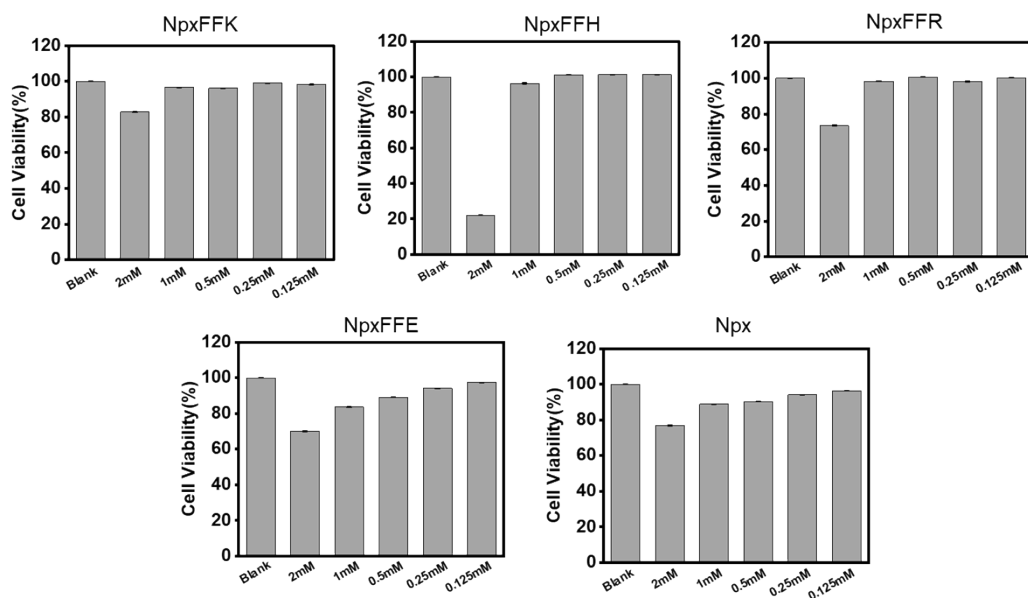 NpxFFK
Cell Viability(%)
120
100
80
60
40
20
0
Blank
2mM
1mM
0.5mM
0.25mM
0.125mM
NpxFFH
Cell Viability(%)
120
100
80
60
40
20
0
Blank
2mM
1mM
0.5mM
0.25mM
0.125mM
NpxFFR
Cell Viability(%)
120
100
80
60
40
20
0
Blank
2mM
1mM
0.5mM
0.25mM
0.125mM
NpxFFE
Cell Viability(%)
120
100
80
60
40
20
0
Blank
2mM
1mM
0.5mM
0.25mM
0.125mM
Npx
Cell Viability(%)
120
100
80
60
40
20
0
Blank
2mM
1mM
0.5mM
0.25mM
0.125mM